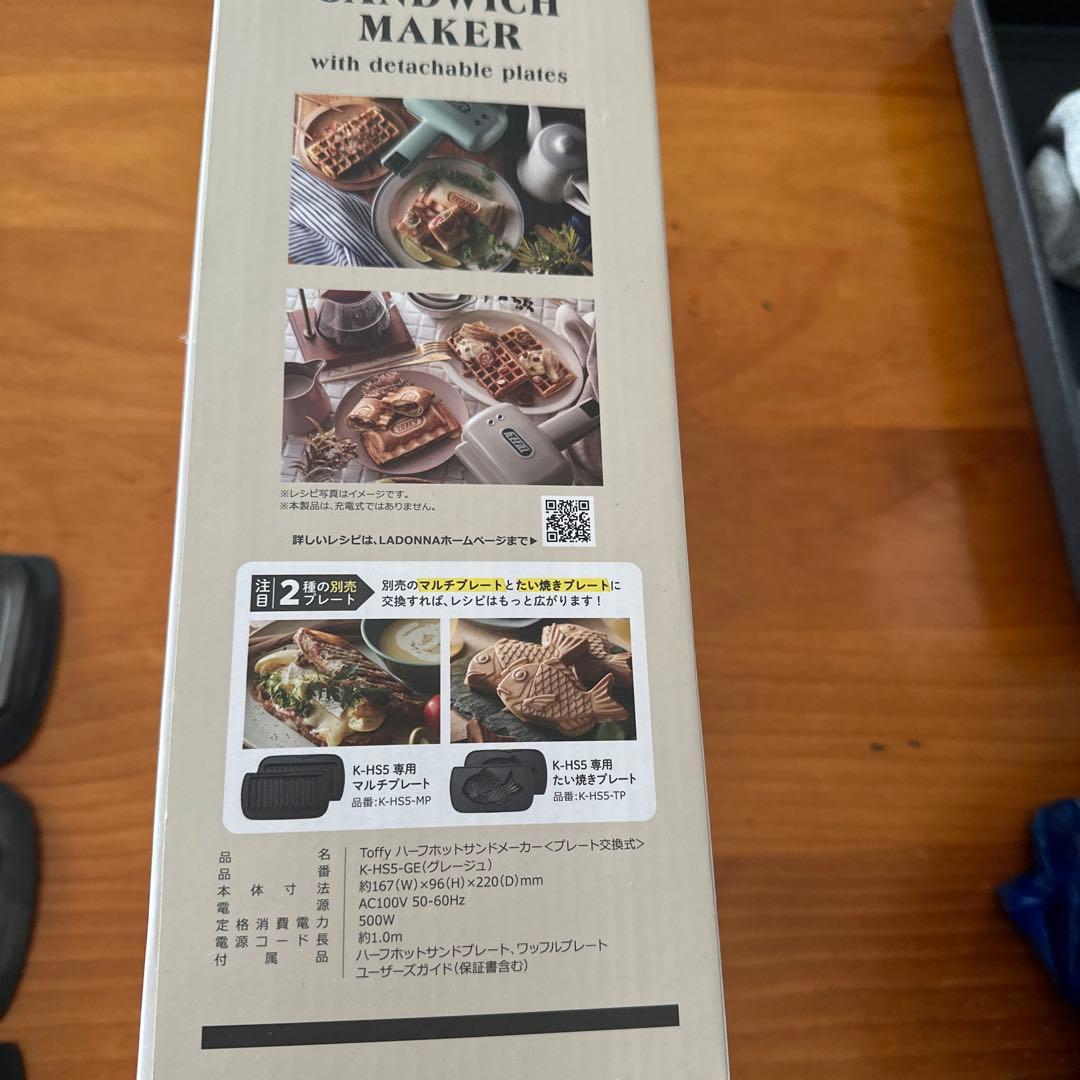 SANDWICH
MAKER
with detachable plates
※レシピ写真はイメージです。
※本製品は、充電式ではありません。
詳しいレシピは、LADONNAホームページまで▶
注目 2種の別売プレート
別売のマルチプレートとたい焼きプレートに
交換すれば、レシピはもっと広がります！
K-HS5 専用
マルチプレート
品番:K-HS5-MP
K-HS5 専用
たい焼きプレート
品番:K-HS5-TP
品名 Toffy ハーフホットサンドメーカー<プレート交換式>
品番 K-HS5-GE(グレージュ)
本体寸法 約167(W)×96(H)×220(D)mm
電源 AC100V 50-60Hz
定格消費電力 500W
電源コード長 約1.0m
付属品 ハーフホットサンドプレート、ワッフルプレート
ユーザーズガイド(保証書含む)